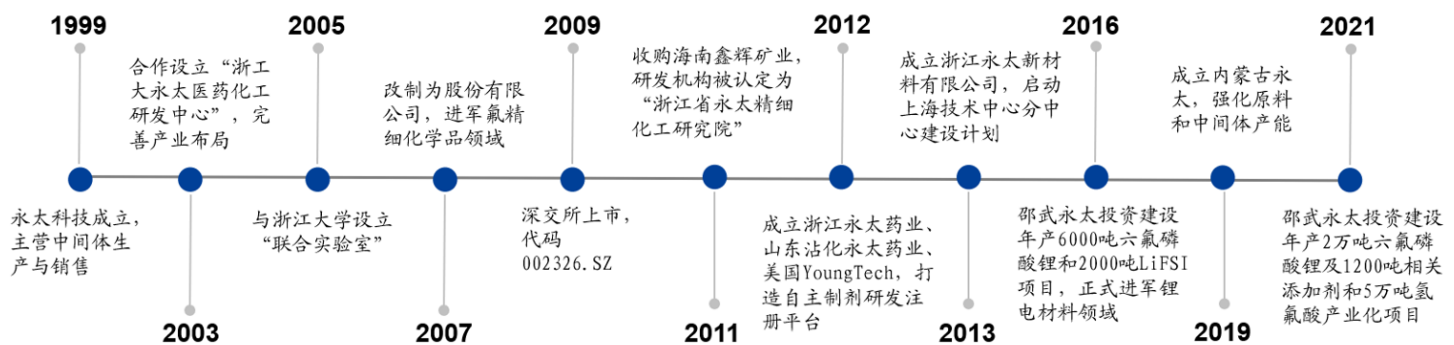 1999
2005
2009
2012
2016
2021
合作设立“浙工
大永太医药化工
研发中心”，完
善产业布局
改制为股份有限
公司，进军氟精
细化学品领域
收购海南鑫辉矿业，
研发机构被认定为
“浙江省永太精细
化工研究院”
成立浙江永太新材
料有限公司，启动
上海技术中心分中
心建设计划
成立内蒙古永
太，强化原料
和中间体产能
永太科技成立，
主营中间体生
产与销售
与浙江大学设立
“联合实验室”
深交所上市，
代码
002326.SZ
成立浙江永太药业、
山东沾化永太药业、
美国YoungTech，打
造自主制剂研发注
册平台
邵武永太投资建设
年产6000吨六氟磷
酸锂和2000吨LiFSI
项目，正式进军锂
电材料领域
邵武永太投资建设
年产2万吨六氟磷
酸锂及1200吨相关
添加剂和5万吨氢
氟酸产业化项目
2003
2007
2011
2013
2019